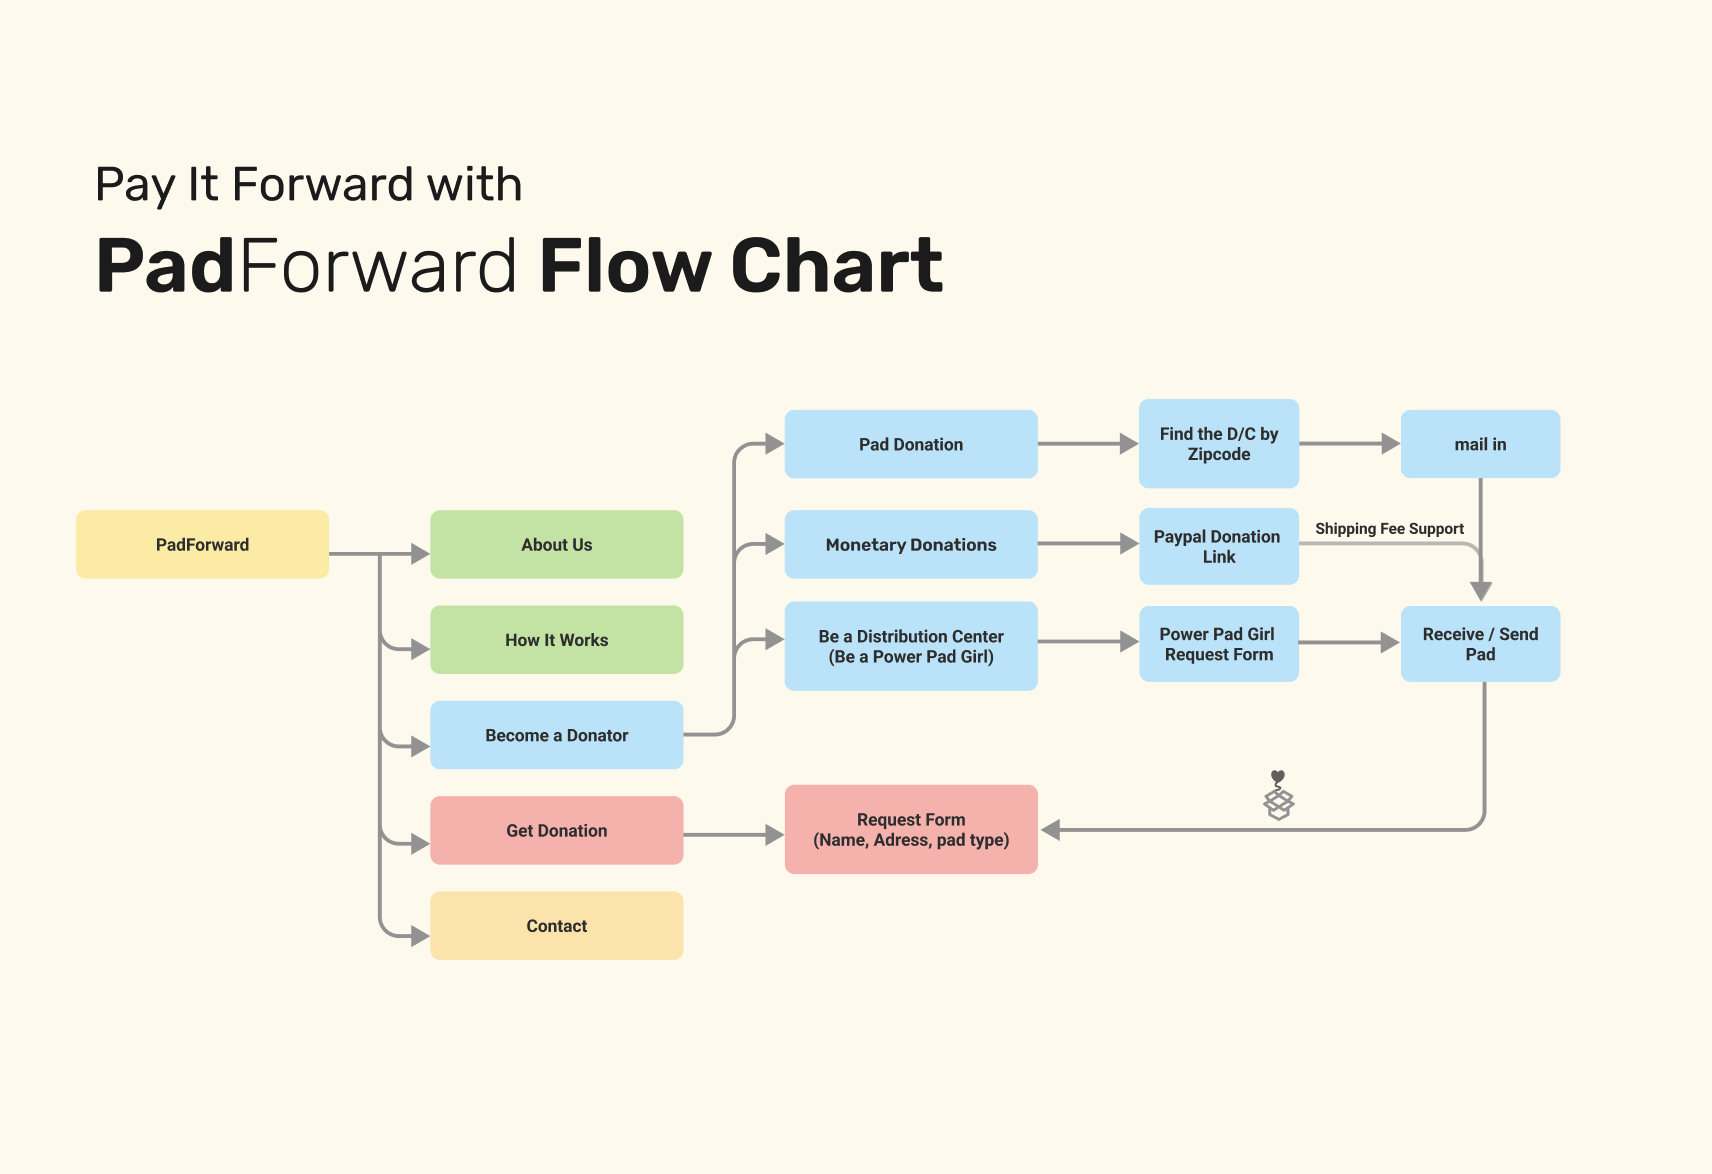 Pay It Forward with
PadForward Flow Chart
PadForward
About Us
How It Works
Become a Donator
Get Donation
Contact
Pad Donation
Find the D/C by
Zipcode
mail in
Monetary Donations
Paypal Donation
Link
Shipping Fee Support
Be a Distribution Center
(Be a Power Pad Girl)
Power Pad Girl
Request Form
Receive / Send
Pad
Request Form
(Name, Adress, pad type)